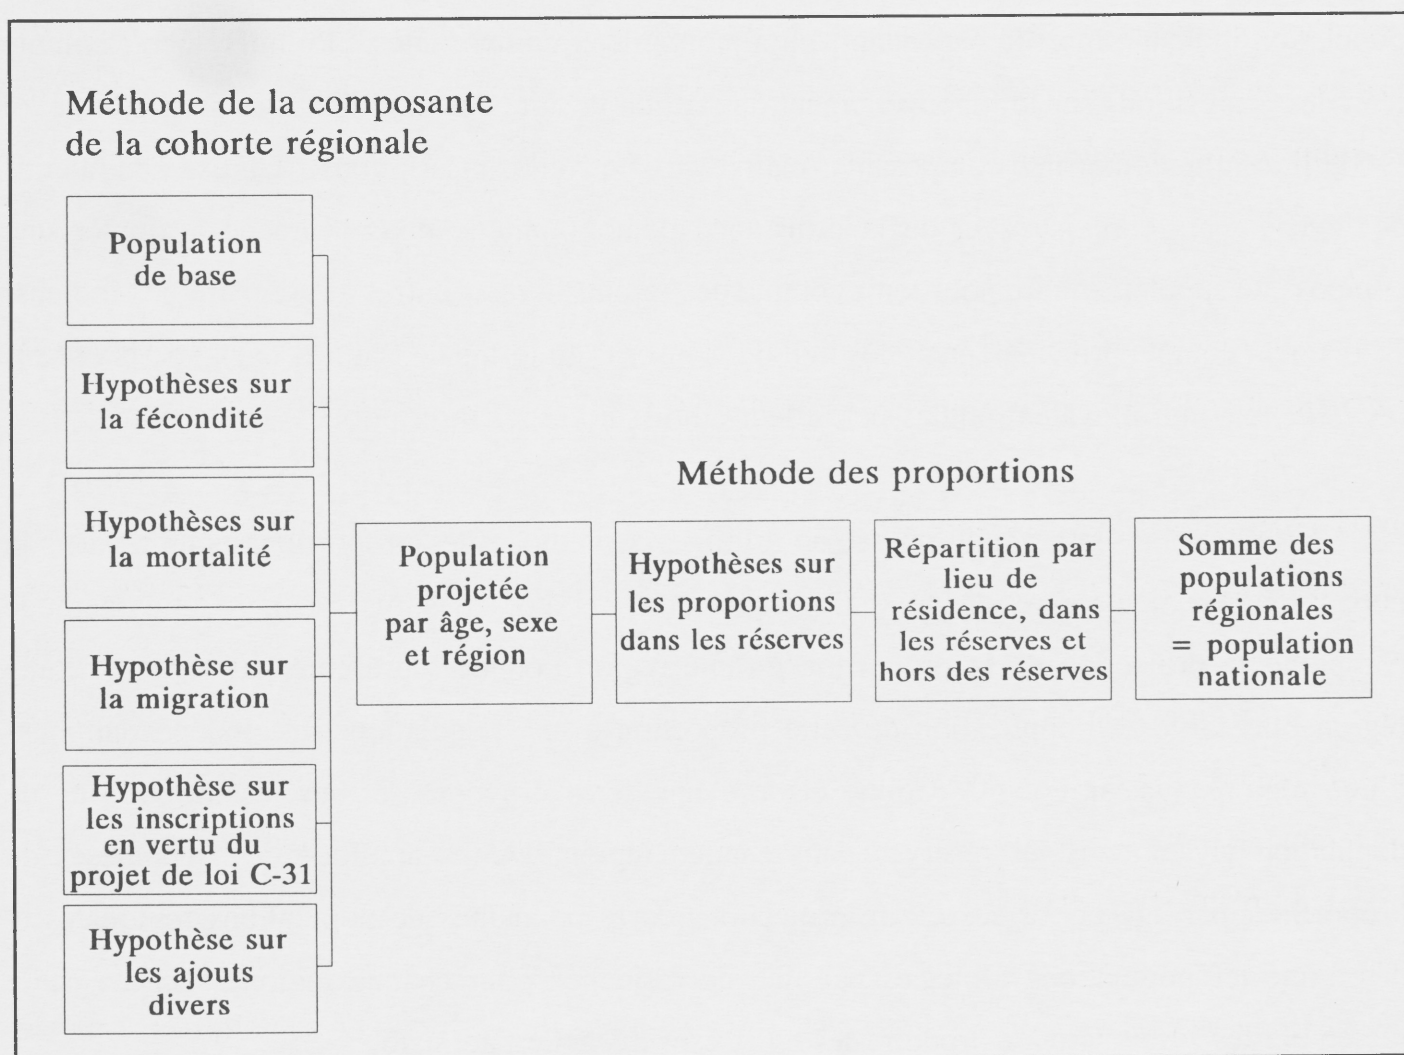 Méthode de la composante
de la cohorte régionale
Population
de base
Hypothèses sur
la fécondité
Hypothèses sur
la mortalité
Hypothèse sur
la migration
Hypothèse sur
les inscriptions
en vertu du
projet de loi C-31
Hypothèse sur
les ajouts
divers
Population
projetée
par âge, sexe
et région
Méthode des proportions
Hypothèses sur
les proportions
dans les réserves
Répartition par
lieu de
résidence, dans
les réserves et
hors des réserves
Somme des
populations
régionales
= population
nationale